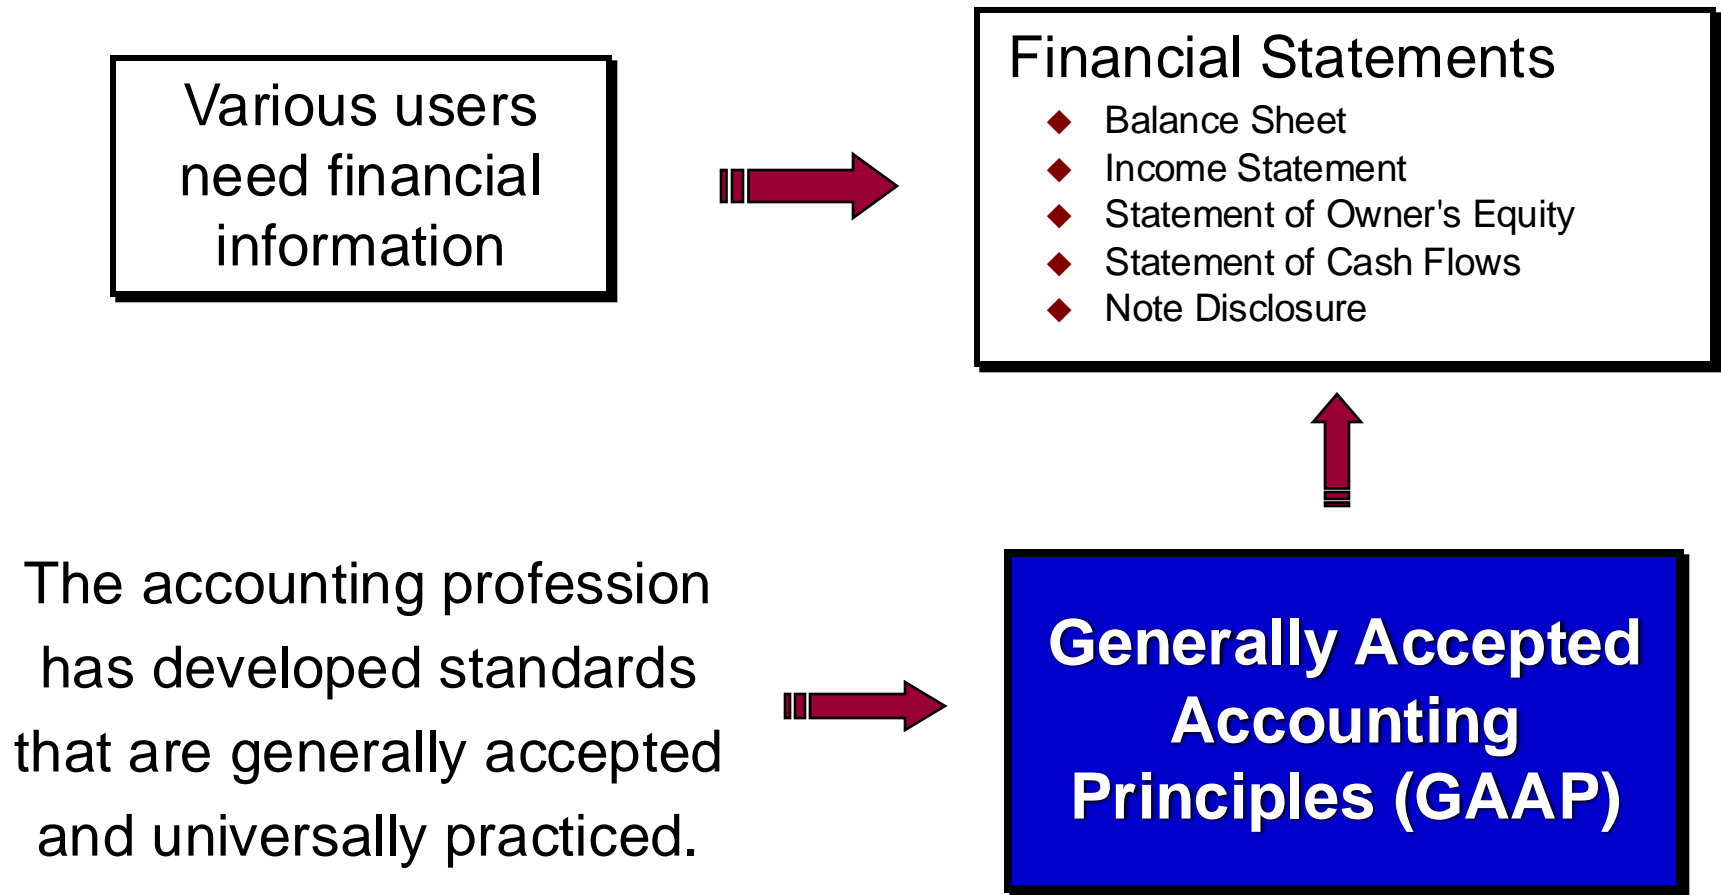 Various users
need financial
information
Financial Statements
Balance Sheet
Income Statement
Statement of Owner's Equity
Statement of Cash Flows
Note Disclosure
The accounting profession
has developed standards
that are generally accepted
and universally practiced.
Generally Accepted
Accounting
Principles (GAAP)